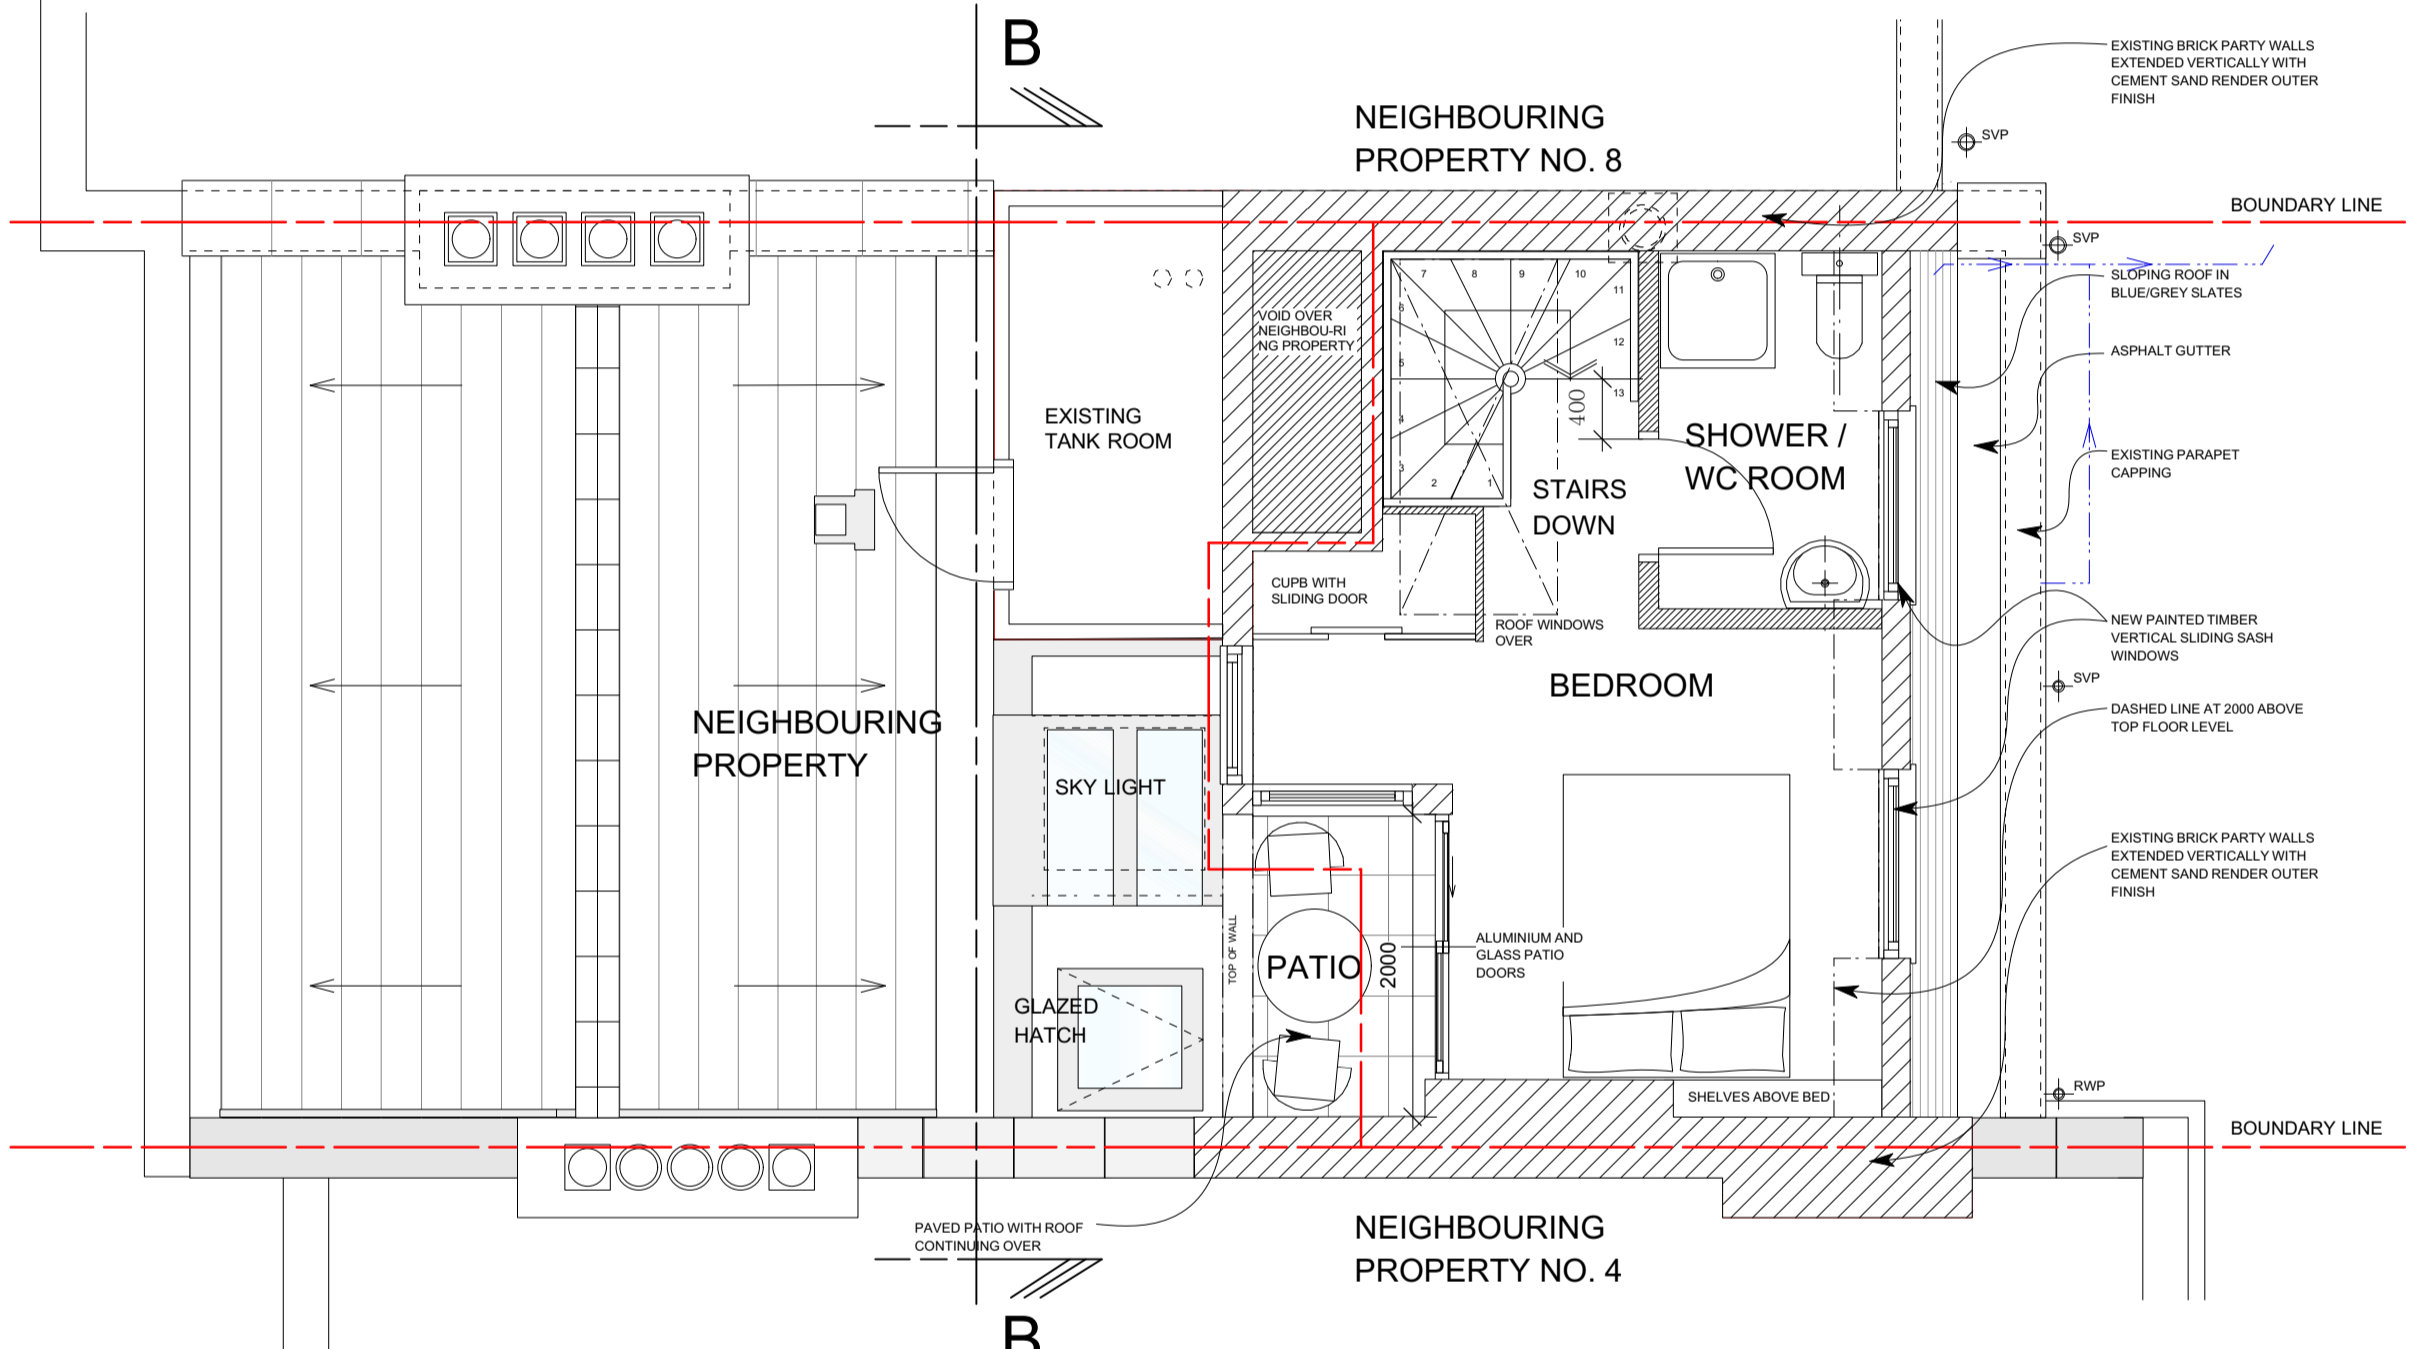 B
EXISTING BRICK PARTY WALLS
EXTENDED VERTICALLY WITH
CEMENT SAND RENDER OUTER
FINISH
NEIGHBOURING
PROPERTY NO. 8
SVP
BOUNDARY LINE
SVP
SLOPING ROOF IN
BLUE/GREY SLATES
VOID OVER
NEIGHBOU-RI
NG PROPERTY
7
8
9
10
11
6
12
5
13
4
3
2
1
400
ASPHALT GUTTER
EXISTING
TANK ROOM
SHOWER /
WC ROOM
EXISTING PARAPET
CAPPING
STAIRS
DOWN
CUPB WITH
SLIDING DOOR
ROOF WINDOWS
OVER
NEW PAINTED TIMBER
VERTICAL SLIDING SASH
WINDOWS
BEDROOM
SVP
NEIGHBOURING
PROPERTY
DASHED LINE AT 2000 ABOVE
TOP FLOOR LEVEL
SKY LIGHT
EXISTING BRICK PARTY WALLS
EXTENDED VERTICALLY WITH
CEMENT SAND RENDER OUTER
FINISH
TOP OF WALL
PATIO
2000
ALUMINIUM AND
GLASS PATIO
DOORS
GLAZED
HATCH
SHELVES ABOVE BED
RWP
BOUNDARY LINE
PAVED PATIO WITH ROOF
CONTINUING OVER
NEIGHBOURING
PROPERTY NO. 4
B